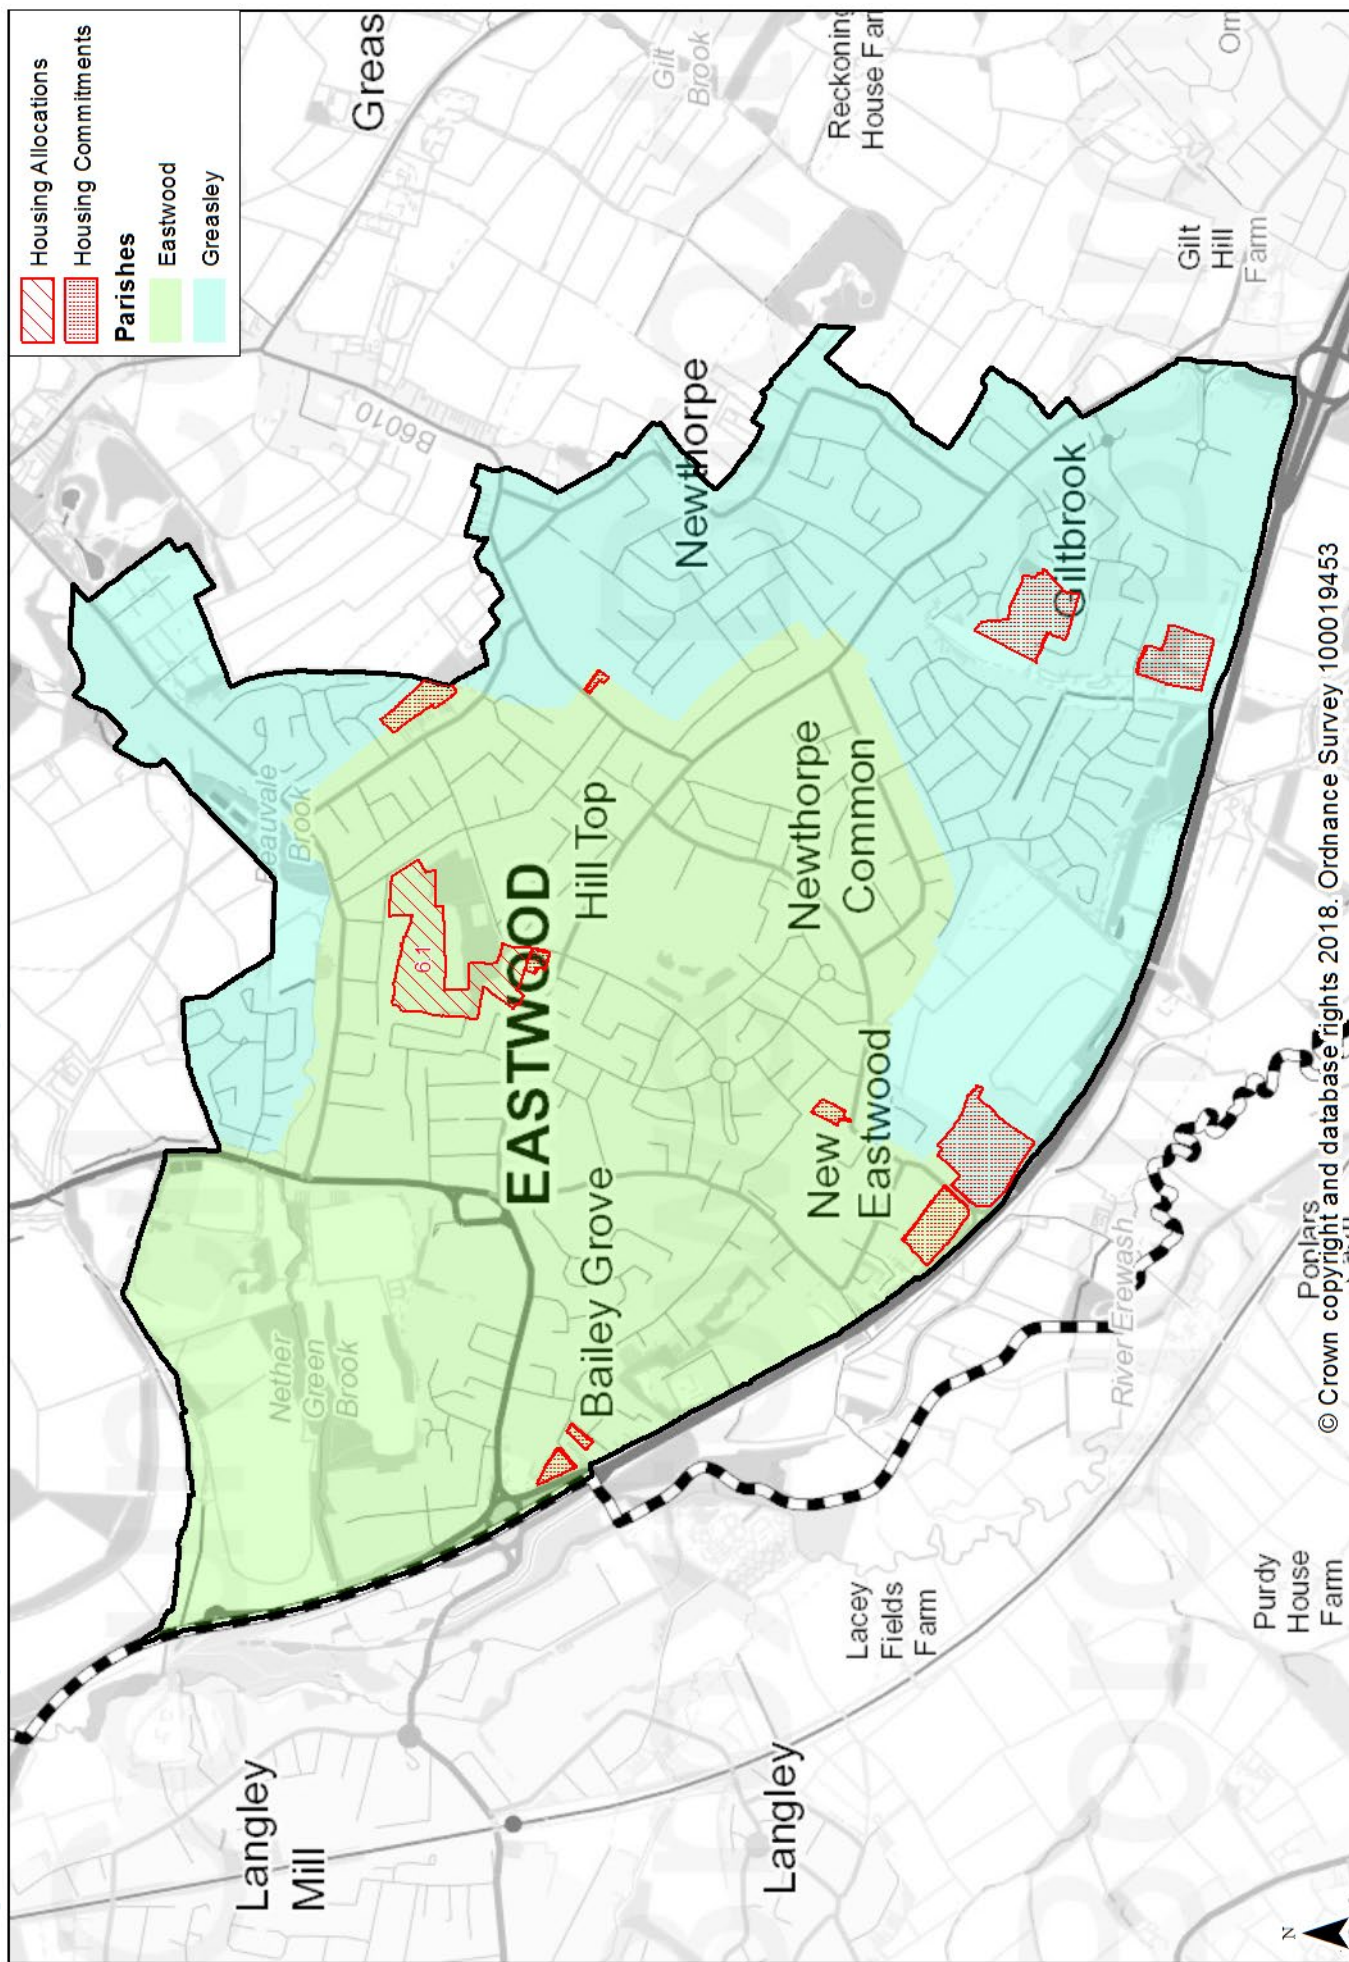 Housing Allocations
Housing Commitments
Parishes
Eastwood
Greasley
Langley
Mill
Nether
Green
Brook
Beauvale
Brook
B6010
Greas
6.1
EASTWOOD
Bailey Grove
Hill Top
Newthorpe
Gilt
Brook
Langley
New
Eastwood
Newthorpe
Common
Reckoning
House Far
Lacey
Fields
Farm
Giltbrook
River Erewash
Gilt
Hill
Farm
Purdy
House
Farm
Poplars
N
© Crown copyright and database rights 2018. Ordnance Survey 100019453